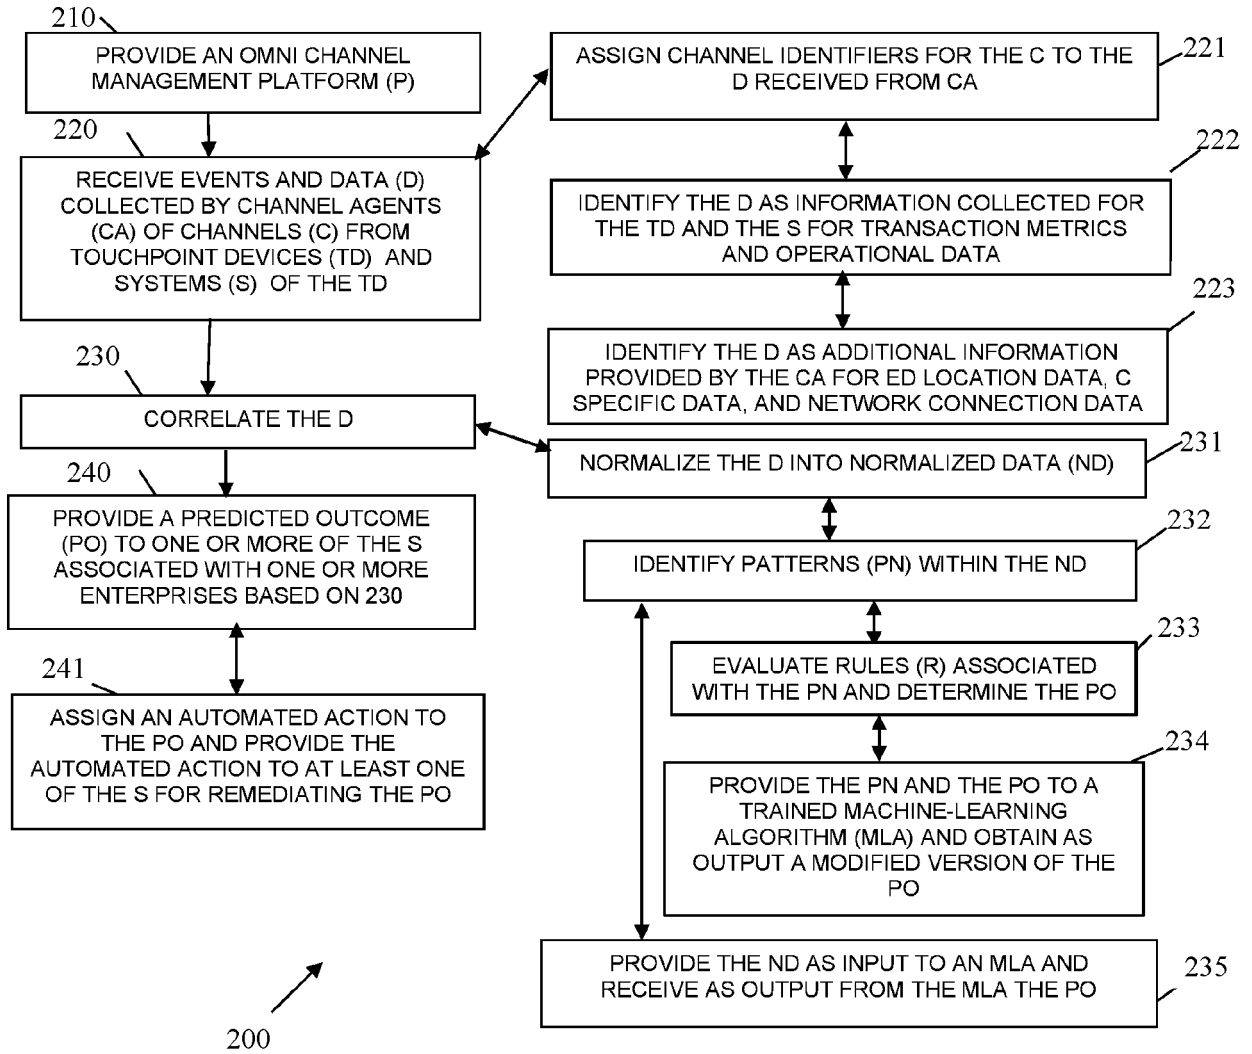 210
PROVIDE AN OMNI CHANNEL
MANAGEMENT PLATFORM (P)
220
RECEIVE EVENTS AND DATA (D)
COLLECTED BY CHANNEL AGENTS
(CA) OF CHANNELS (C) FROM
TOUCHPOINT DEVICES (TD) AND
SYSTEMS (S) OF THE TD
230
CORRELATE THE D
240
PROVIDE A PREDICTED OUTCOME
(PO) TO ONE OR MORE OF THE S
ASSOCIATED WITH ONE OR MORE
ENTERPRISES BASED ON 230
241
ASSIGN AN AUTOMATED ACTION TO
THE PO AND PROVIDE THE
AUTOMATED ACTION TO AT LEAST ONE
OF THE S FOR REMEDIATING THE PO
200
221
ASSIGN CHANNEL IDENTIFIERS FOR THE C TO THE
D RECEIVED FROM CA
222
IDENTIFY THE D AS INFORMATION COLLECTED FOR
THE TD AND THE S FOR TRANSACTION METRICS
AND OPERATIONAL DATA
223
IDENTIFY THE D AS ADDITIONAL INFORMATION
PROVIDED BY THE CA FOR ED LOCATION DATA, C
SPECIFIC DATA, AND NETWORK CONNECTION DATA
231
NORMALIZE THE D INTO NORMALIZED DATA (ND)
232
IDENTIFY PATTERNS (PN) WITHIN THE ND
233
EVALUATE RULES (R) ASSOCIATED
WITH THE PN AND DETERMINE THE PO
234
PROVIDE THE PN AND THE PO TO A
TRAINED MACHINE-LEARNING
ALGORITHM (MLA) AND OBTAIN AS
OUTPUT A MODIFIED VERSION OF THE
PO
235
PROVIDE THE ND AS INPUT TO AN MLA AND
RECEIVE AS OUTPUT FROM THE MLA THE PO